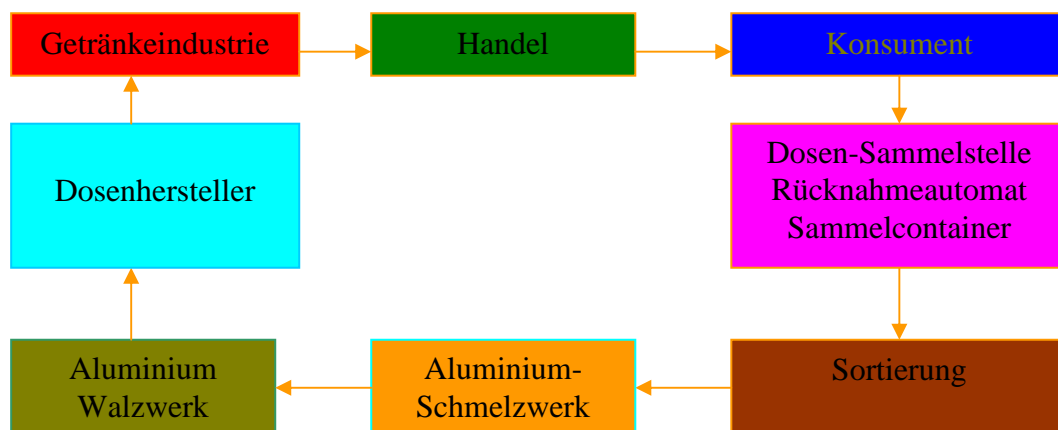 Getränkeindustrie
Handel
Konsument
Dosenhersteller
Dosen-Sammelstelle
Rücknahmeautomat
Sammelcontainer
Aluminium
Walzwerk
Aluminium-
Schmelzwerk
Sortierung